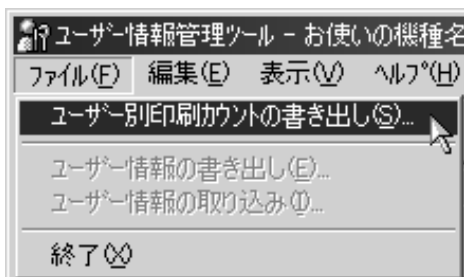 ユーザー情報管理ツール - お使いの機種名
ファイル(F) 編集(E) 表示(V) ヘルプ(H)
ユーザー別印刷カウントの書き出し(S)...
ユーザー情報の書き出し(E)...
ユーザー情報の取り込み(I)...
終了(X)